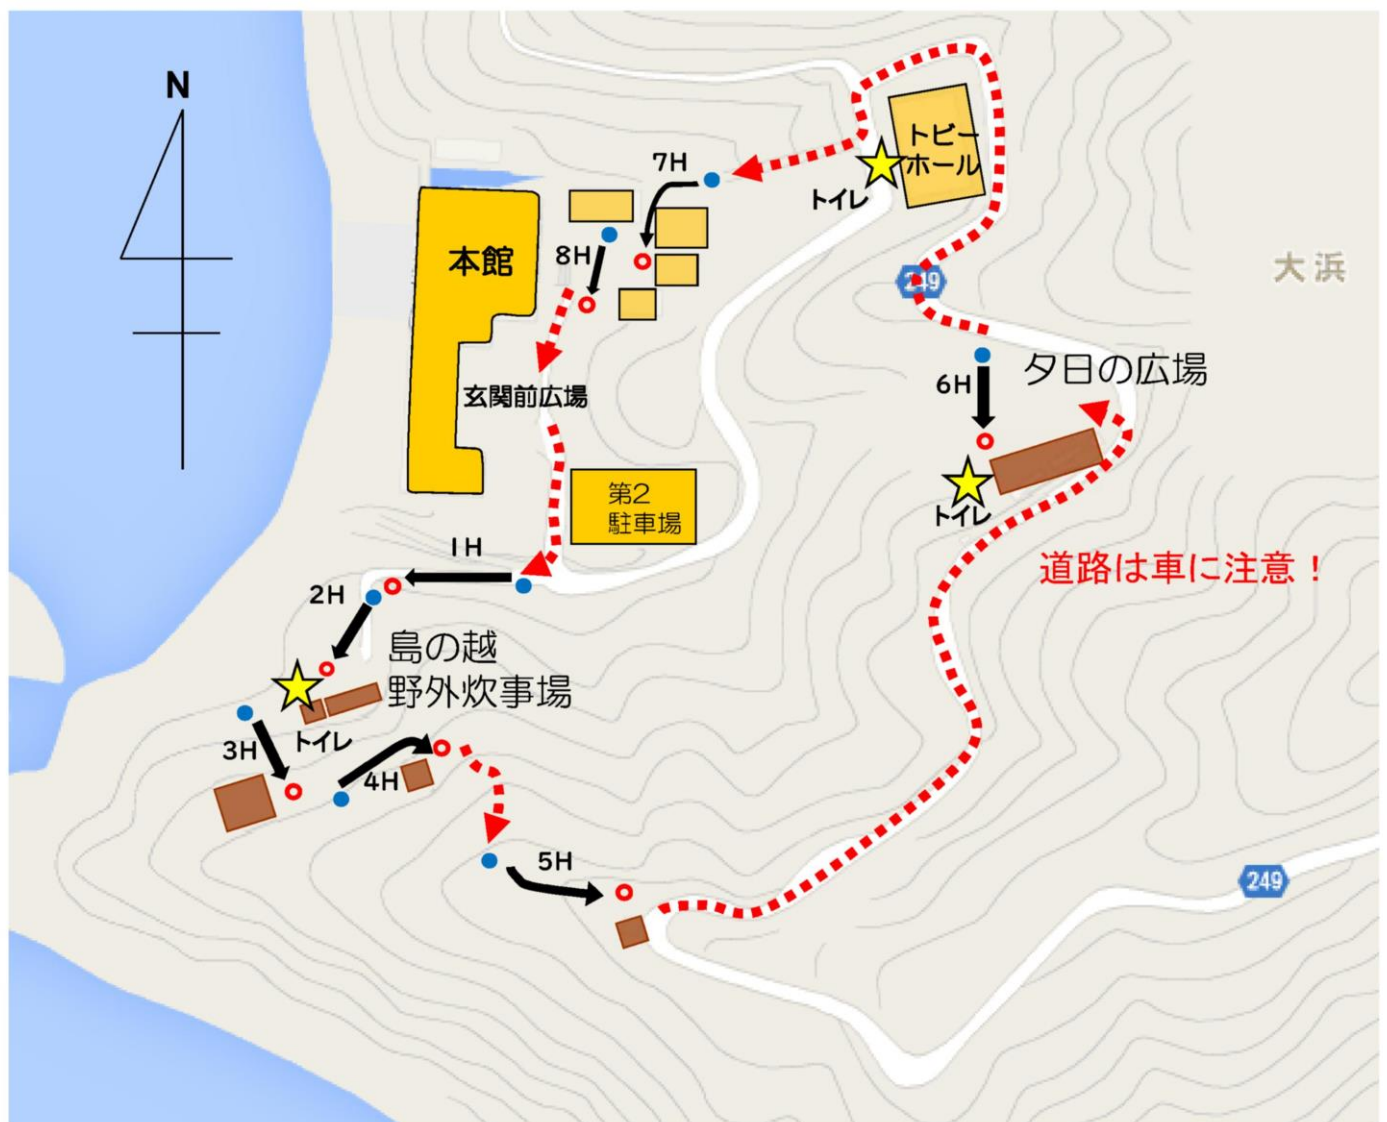 N
トビー
ホール
7H
トイレ
8H
本館
249
大浜
夕日の広場
6H
玄関前広場
第2
駐車場
トイレ
1H
道路は車に注意！
2H
島の越
野外炊事場
トイレ
3H
4H
5H
249